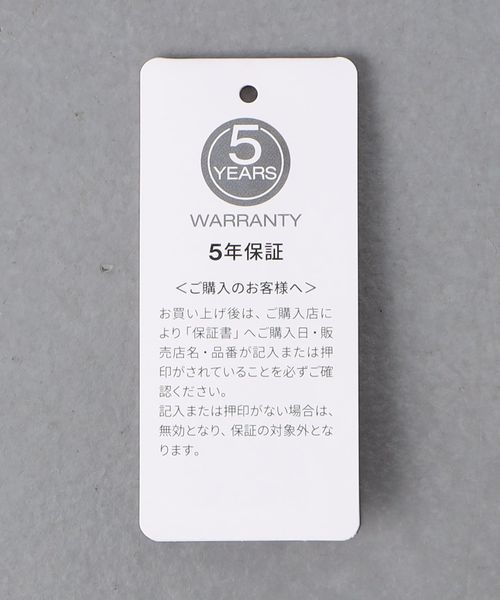 5
YEARS
WARRANTY
5年保証
＜ご購入のお客様へ＞
お買い上げ後は、ご購入店に
より「保証書」へご購入日・販
売店名・品番が記入または押
印がされていることを必ずご確
認ください。
記入または押印がない場合は、
無効となり、保証の対象外とな
ります。